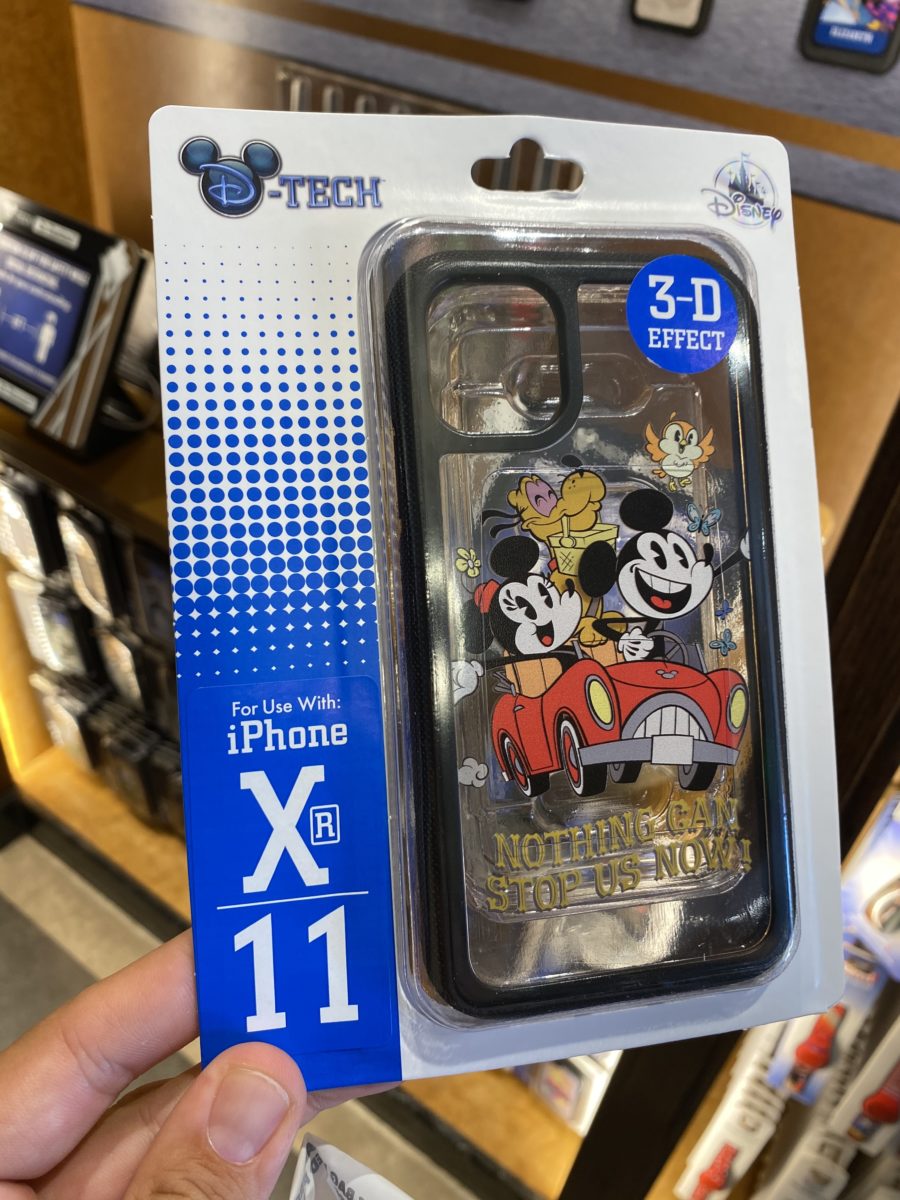 D-TECH
Disney
3-D
EFFECT
For Use With:
iPhone
XR
11
NOTHING CAN
STOP US NOW!